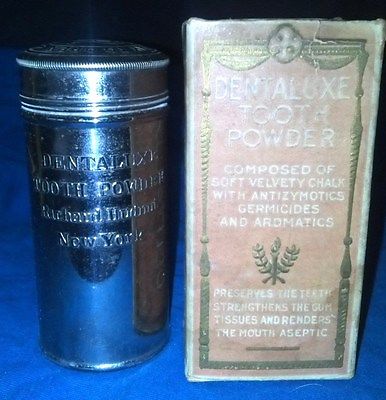 DENTALUXE
TOOTH POWDER
Richard Hudnut
New York
DENTALUXE
TOOTH
POWDER
COMPOSED OF
SOFT VELVETY CHALK
WITH ANTIZYMOTICS
GERMICIDES
AND AROMATICS
PRESERVES THE TEETH
STRENGTHENS THE GUM
TISSUES AND RENDERS
THE MOUTH ASEPTIC